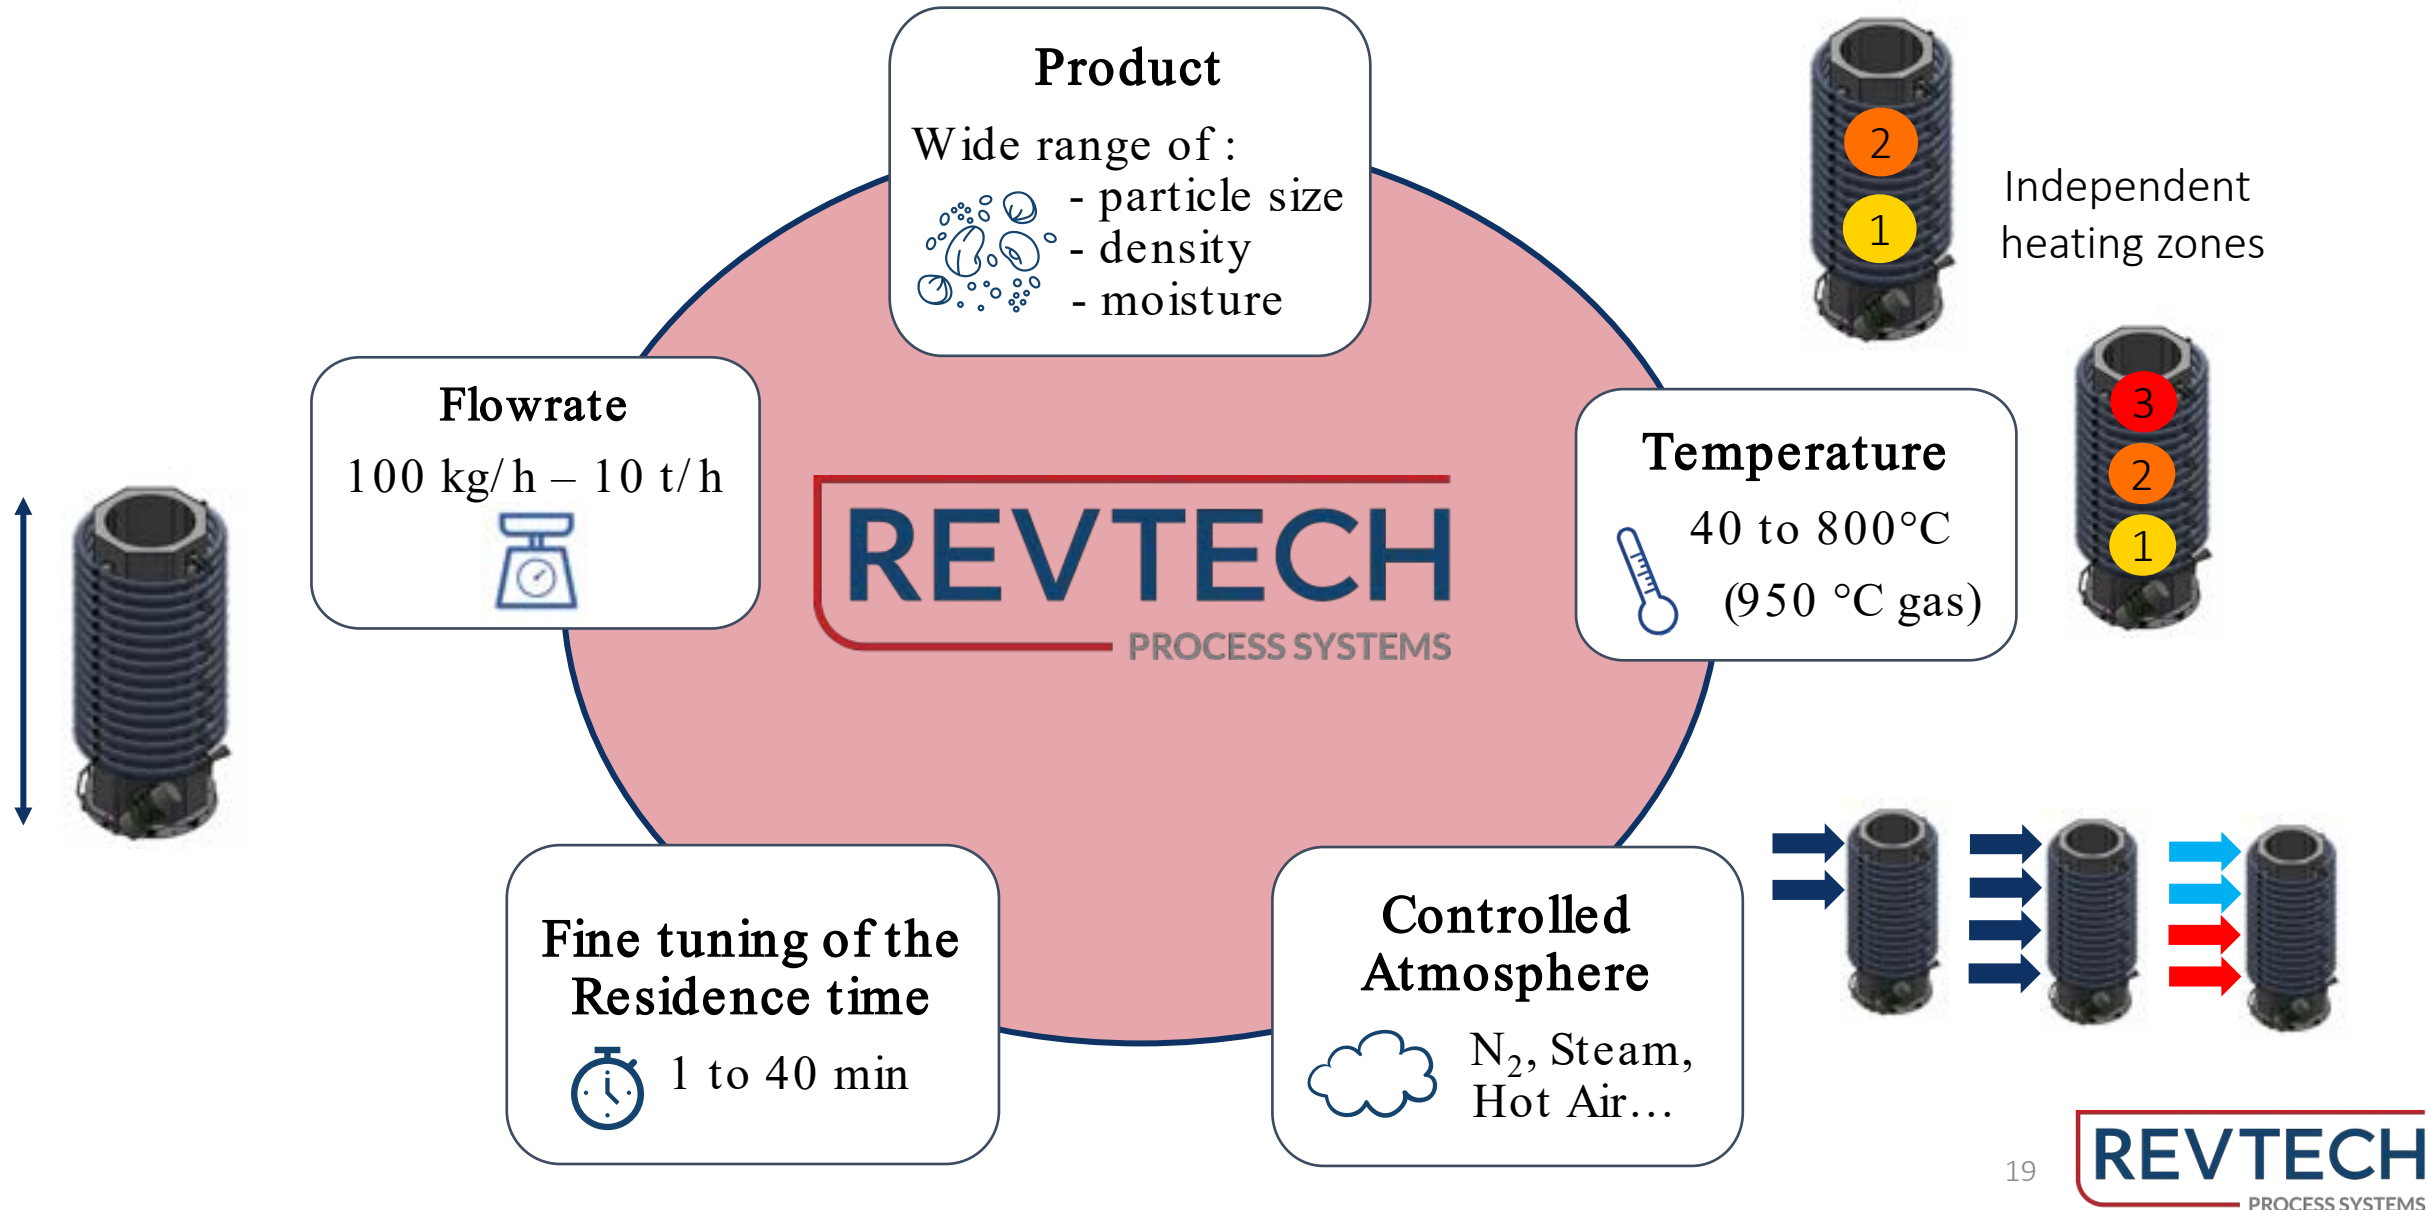 Product
Wide range of :
- particle size
- density
- moisture
2
1
Independent
heating zones
Flowrate
100 kg/h – 10 t/h
REVTECH
PROCESS SYSTEMS
Temperature
40 to 800°C
(950 °C gas)
3
2
1
Fine tuning of the
Residence time
1 to 40 min
Controlled
Atmosphere
N₂, Steam,
Hot Air...
19
REVTECH
PROCESS SYSTEMS